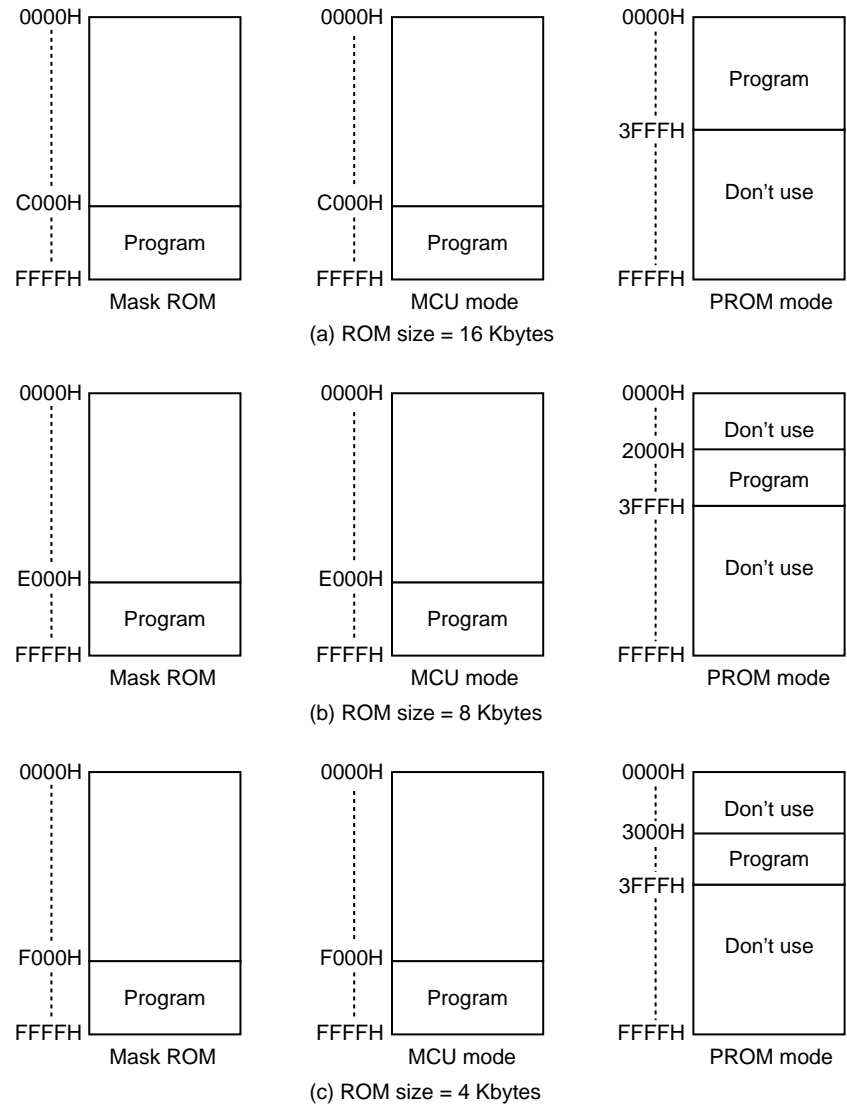 0000H 0000H 0000H
Program
3FFFH
Don't use
C000H C000H
Program Program
FFFFH FFFFH FFFFH
Mask ROM MCU mode PROM mode
(a) ROM size = 16 Kbytes
0000H 0000H 0000H
Don't use
2000H
Program
3FFFH
Don't use
E000H E000H
Program Program
FFFFH FFFFH FFFFH
Mask ROM MCU mode PROM mode
(b) ROM size = 8 Kbytes
0000H 0000H 0000H
Don't use
3000H
Program
3FFFH
Don't use
F000H F000H
Program Program
FFFFH FFFFH FFFFH
Mask ROM MCU mode PROM mode
(c) ROM size = 4 Kbytes